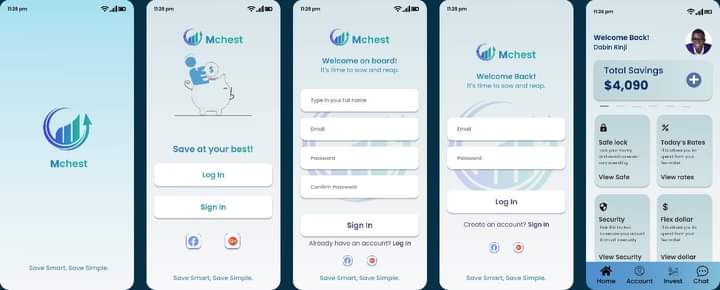 11:26 pm
Mchest
Save Smart, Save Simple.
11:26 pm
Mchest
Save at your best!
Log In
Sign In
Save Smart, Save Simple.
11:26 pm
Mchest
Welcome on board!
It's time to sow and reap.
Type in your full name
Email
Password
Confirm Password
Sign In
Already have an account? Log In
Save Smart, Save Simple.
11:26 pm
Mchest
Welcome Back!
It's time to sow and reap.
Email
Password
Log In
Create an account? Sign In
Save Smart, Save Simple.
11:26 pm
Welcome Back!
Dabin Rinji
Total Savings
$4,090
Safe lock
View Safe
Today's Rates
View rates
Security
View Security
Flex dollar
View dollar
Home
Account
Invest
Chat